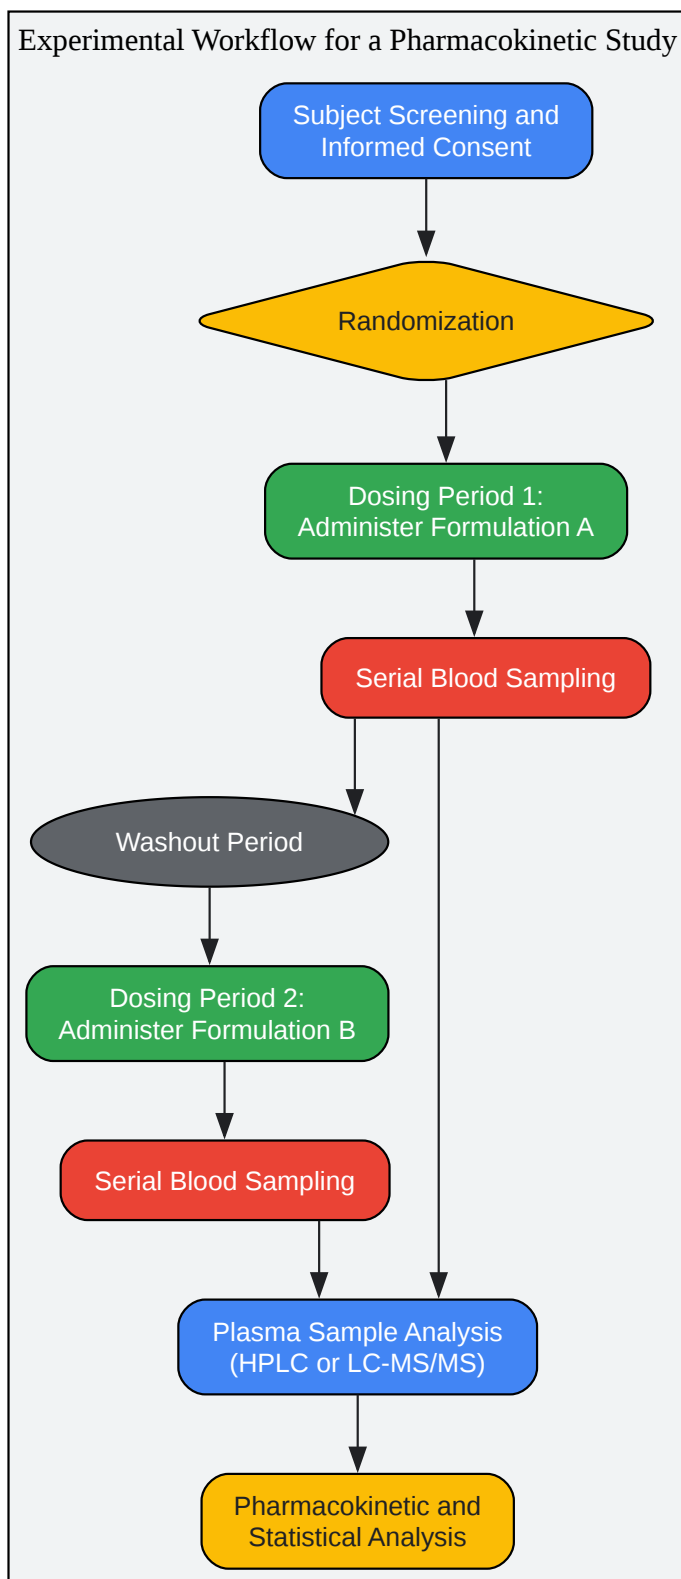 Experimental Workflow for a Pharmacokinetic Study
Subject Screening and
Informed Consent
Randomization
Dosing Period 1:
Administer Formulation A
Serial Blood Sampling
Washout Period
Dosing Period 2:
Administer Formulation B
Serial Blood Sampling
Plasma Sample Analysis
(HPLC or LC-MS/MS)
Pharmacokinetic and
Statistical Analysis